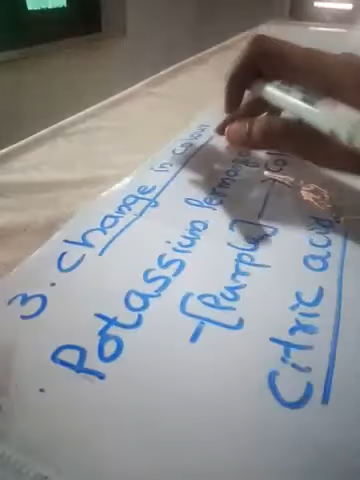 3. Change in colour
Potassium
- [Purple] →
Citric acid